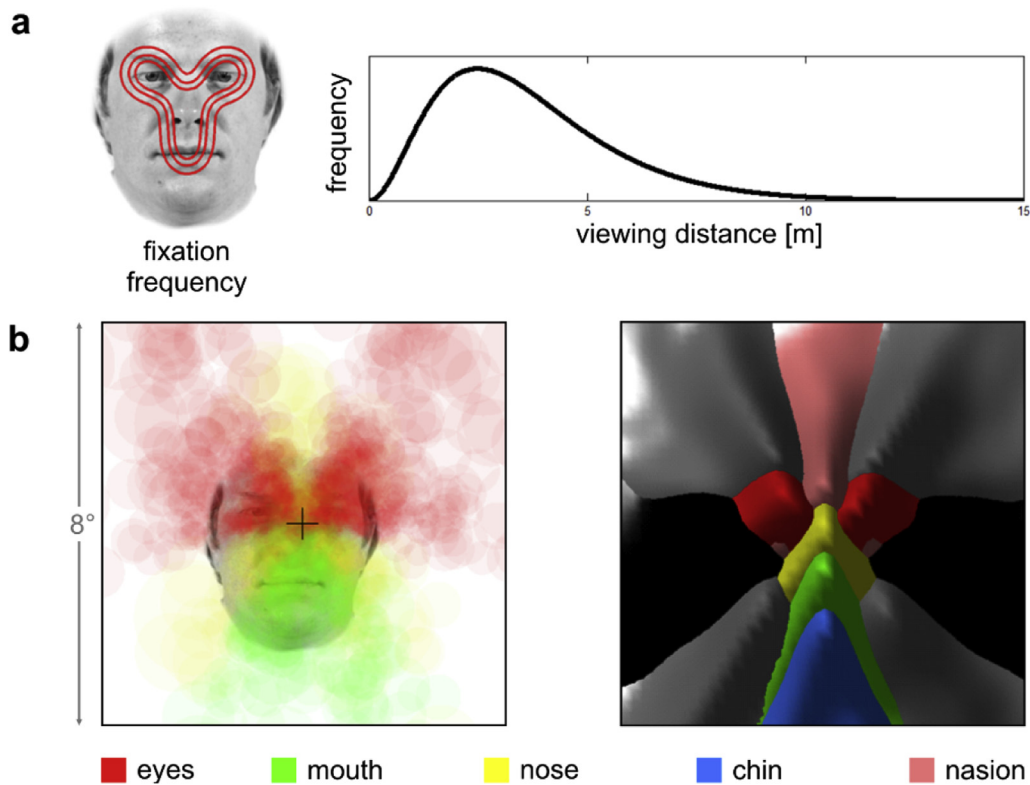 a
fixation
frequency
frequency
0 5 10 15
viewing distance [m]
b
8°
eyes mouth nose chin nasion